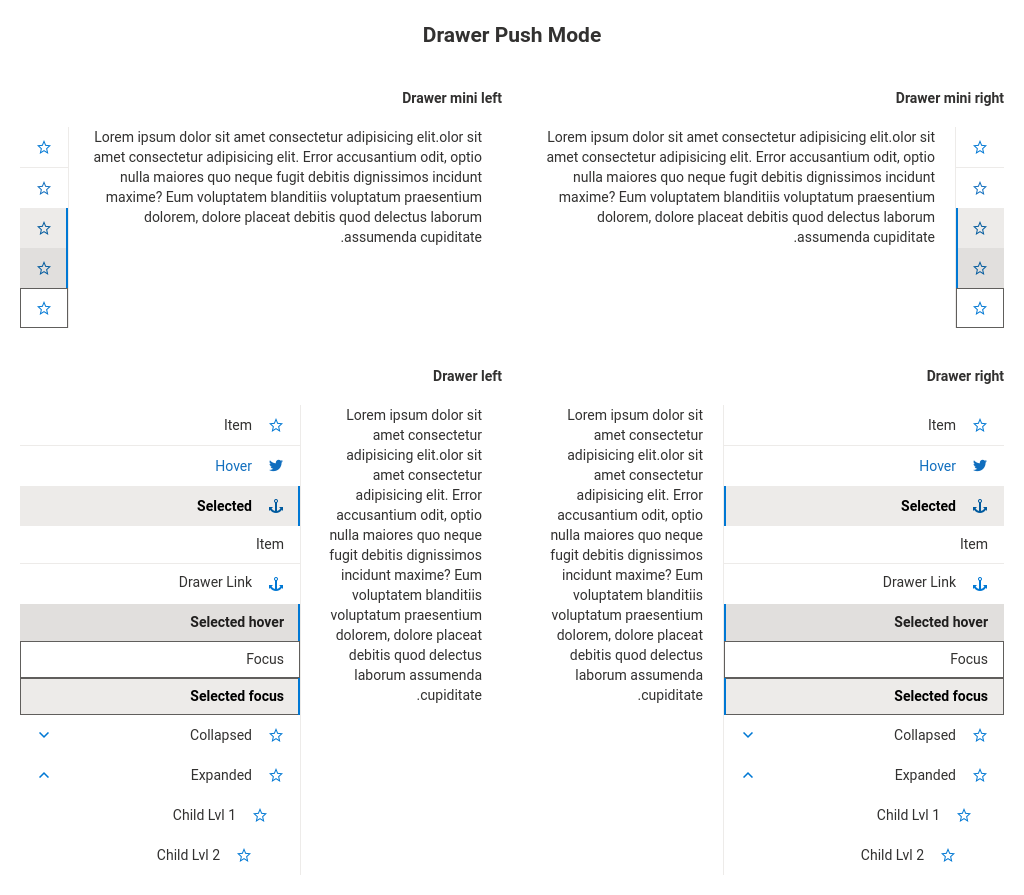 Drawer Push Mode
Drawer mini left
Lorem ipsum dolor sit amet consectetur adipisicing elit.olor sit
amet consectetur adipisicing elit. Error accusantium odit, optio
nulla maiores quo neque fugit debitis dignissimos incidunt
maxime? Eum voluptatem blanditiis voluptatum praesentium
dolorem, dolore placeat debitis quod delectus laborum
.assumenda cupiditate
Drawer mini right
Lorem ipsum dolor sit amet consectetur adipisicing elit.olor sit
amet consectetur adipisicing elit. Error accusantium odit, optio
nulla maiores quo neque fugit debitis dignissimos incidunt
maxime? Eum voluptatem blanditiis voluptatum praesentium
dolorem, dolore placeat debitis quod delectus laborum
.assumenda cupiditate
Drawer left
Item
Hover
Selected
Item
Drawer Link
Selected hover
Focus
Selected focus
Collapsed
Expanded
Child Lvl 1
Child Lvl 2
Lorem ipsum dolor sit
amet consectetur
adipisicing elit.olor sit
amet consectetur
adipisicing elit. Error
accusantium odit, optio
nulla maiores quo neque
fugit debitis dignissimos
incidunt maxime? Eum
voluptatem blanditiis
voluptatum praesentium
dolorem, dolore placeat
debitis quod delectus
laborum assumenda
.cupiditate
Drawer right
Lorem ipsum dolor sit
amet consectetur
adipisicing elit.olor sit
amet consectetur
adipisicing elit. Error
accusantium odit, optio
nulla maiores quo neque
fugit debitis dignissimos
incidunt maxime? Eum
voluptatem blanditiis
voluptatum praesentium
dolorem, dolore placeat
debitis quod delectus
laborum assumenda
.cupiditate
Item
Hover
Selected
Item
Drawer Link
Selected hover
Focus
Selected focus
Collapsed
Expanded
Child Lvl 1
Child Lvl 2